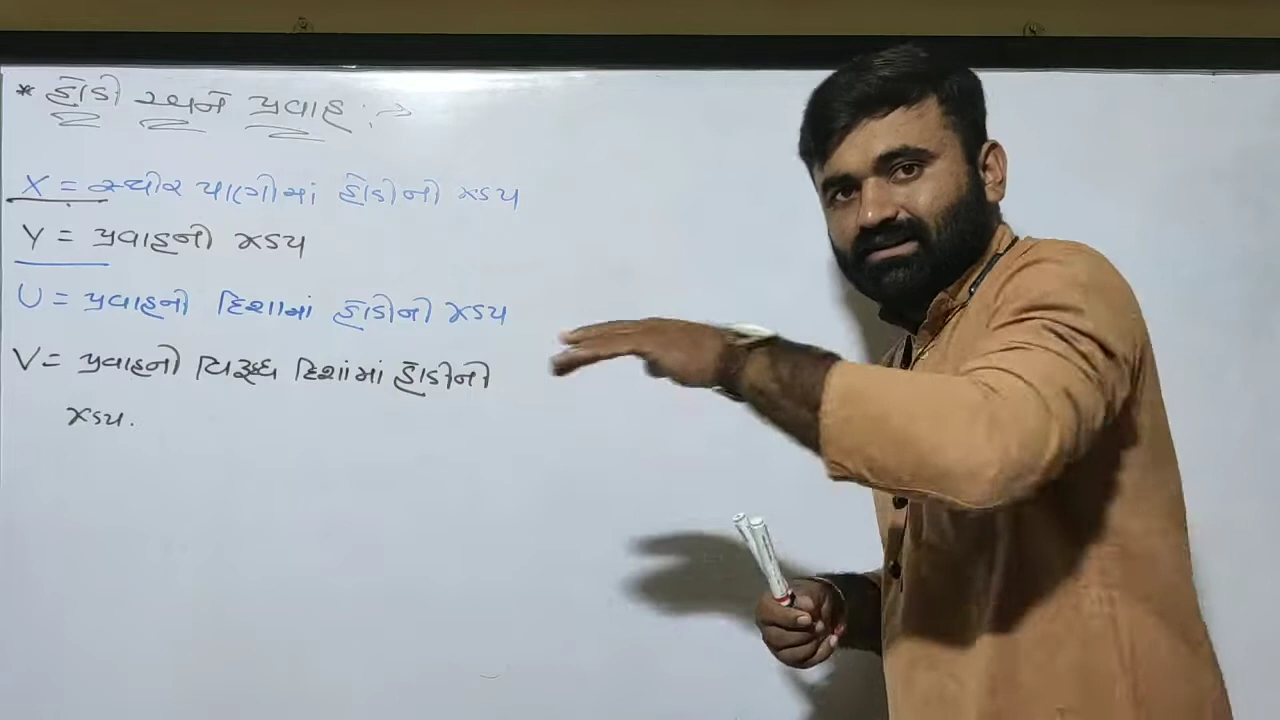 * હોડી અને પ્રવાહ :→
X = સ્થીર પાણીમાં હોડીની ઝડપ
Y = પ્રવાહની ઝડપ
U = પ્રવાહની દિશામાં હોડીની ઝડપ
V = પ્રવાહની વિરૂધ્ધ દિશાંમાં હોડીની
ઝડપ.